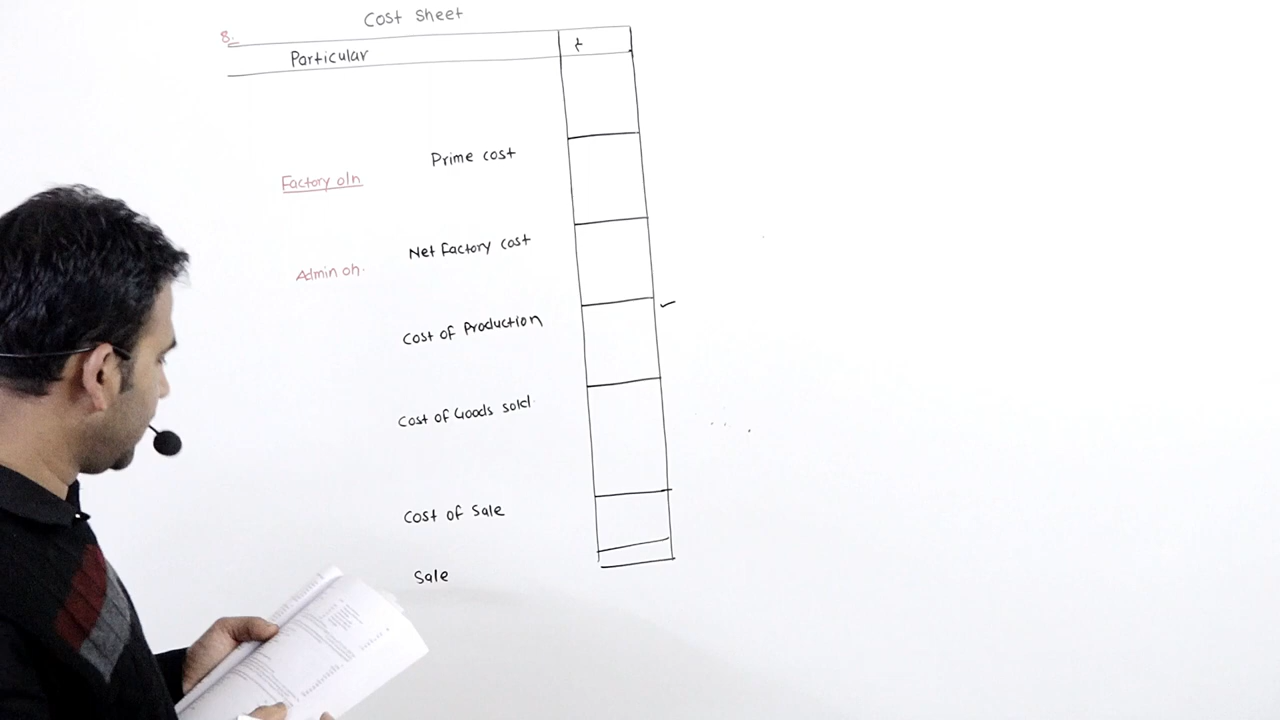 Cost Sheet
8.
Particular ₹
Prime cost
Factory o/h
Net Factory cost
Admin oh.
Cost of Production
Cost of Goods sold
Cost of Sale
Sale